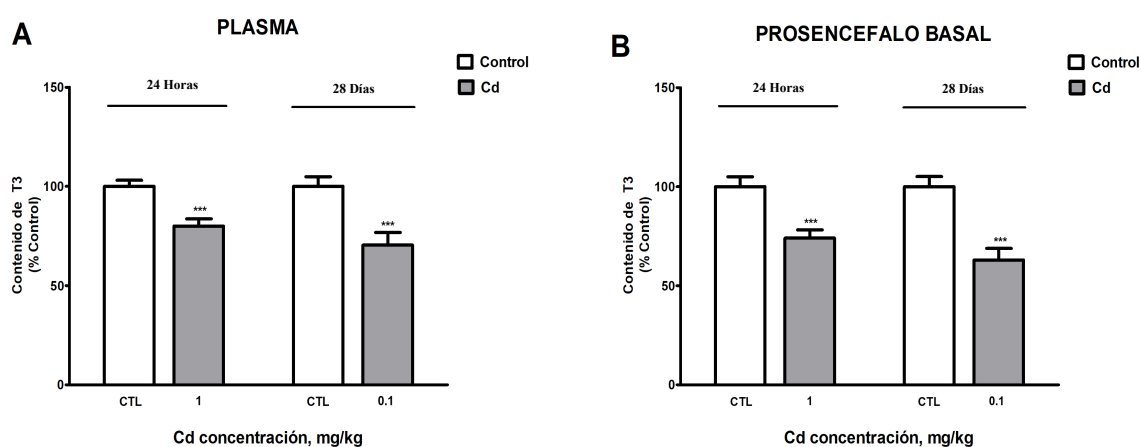 A
PLASMA
Control
Cd
24 Horas
28 Días
150
100
50
0
Contenido de T3
(% Control)
***
***
CTL
1
CTL
0.1
Cd concentración, mg/kg
B
PROSENCEFALO BASAL
Control
Cd
24 Horas
28 Días
150
100
50
0
Contenido de T3
(% Control)
***
***
CTL
1
CTL
0.1
Cd concentración, mg/kg